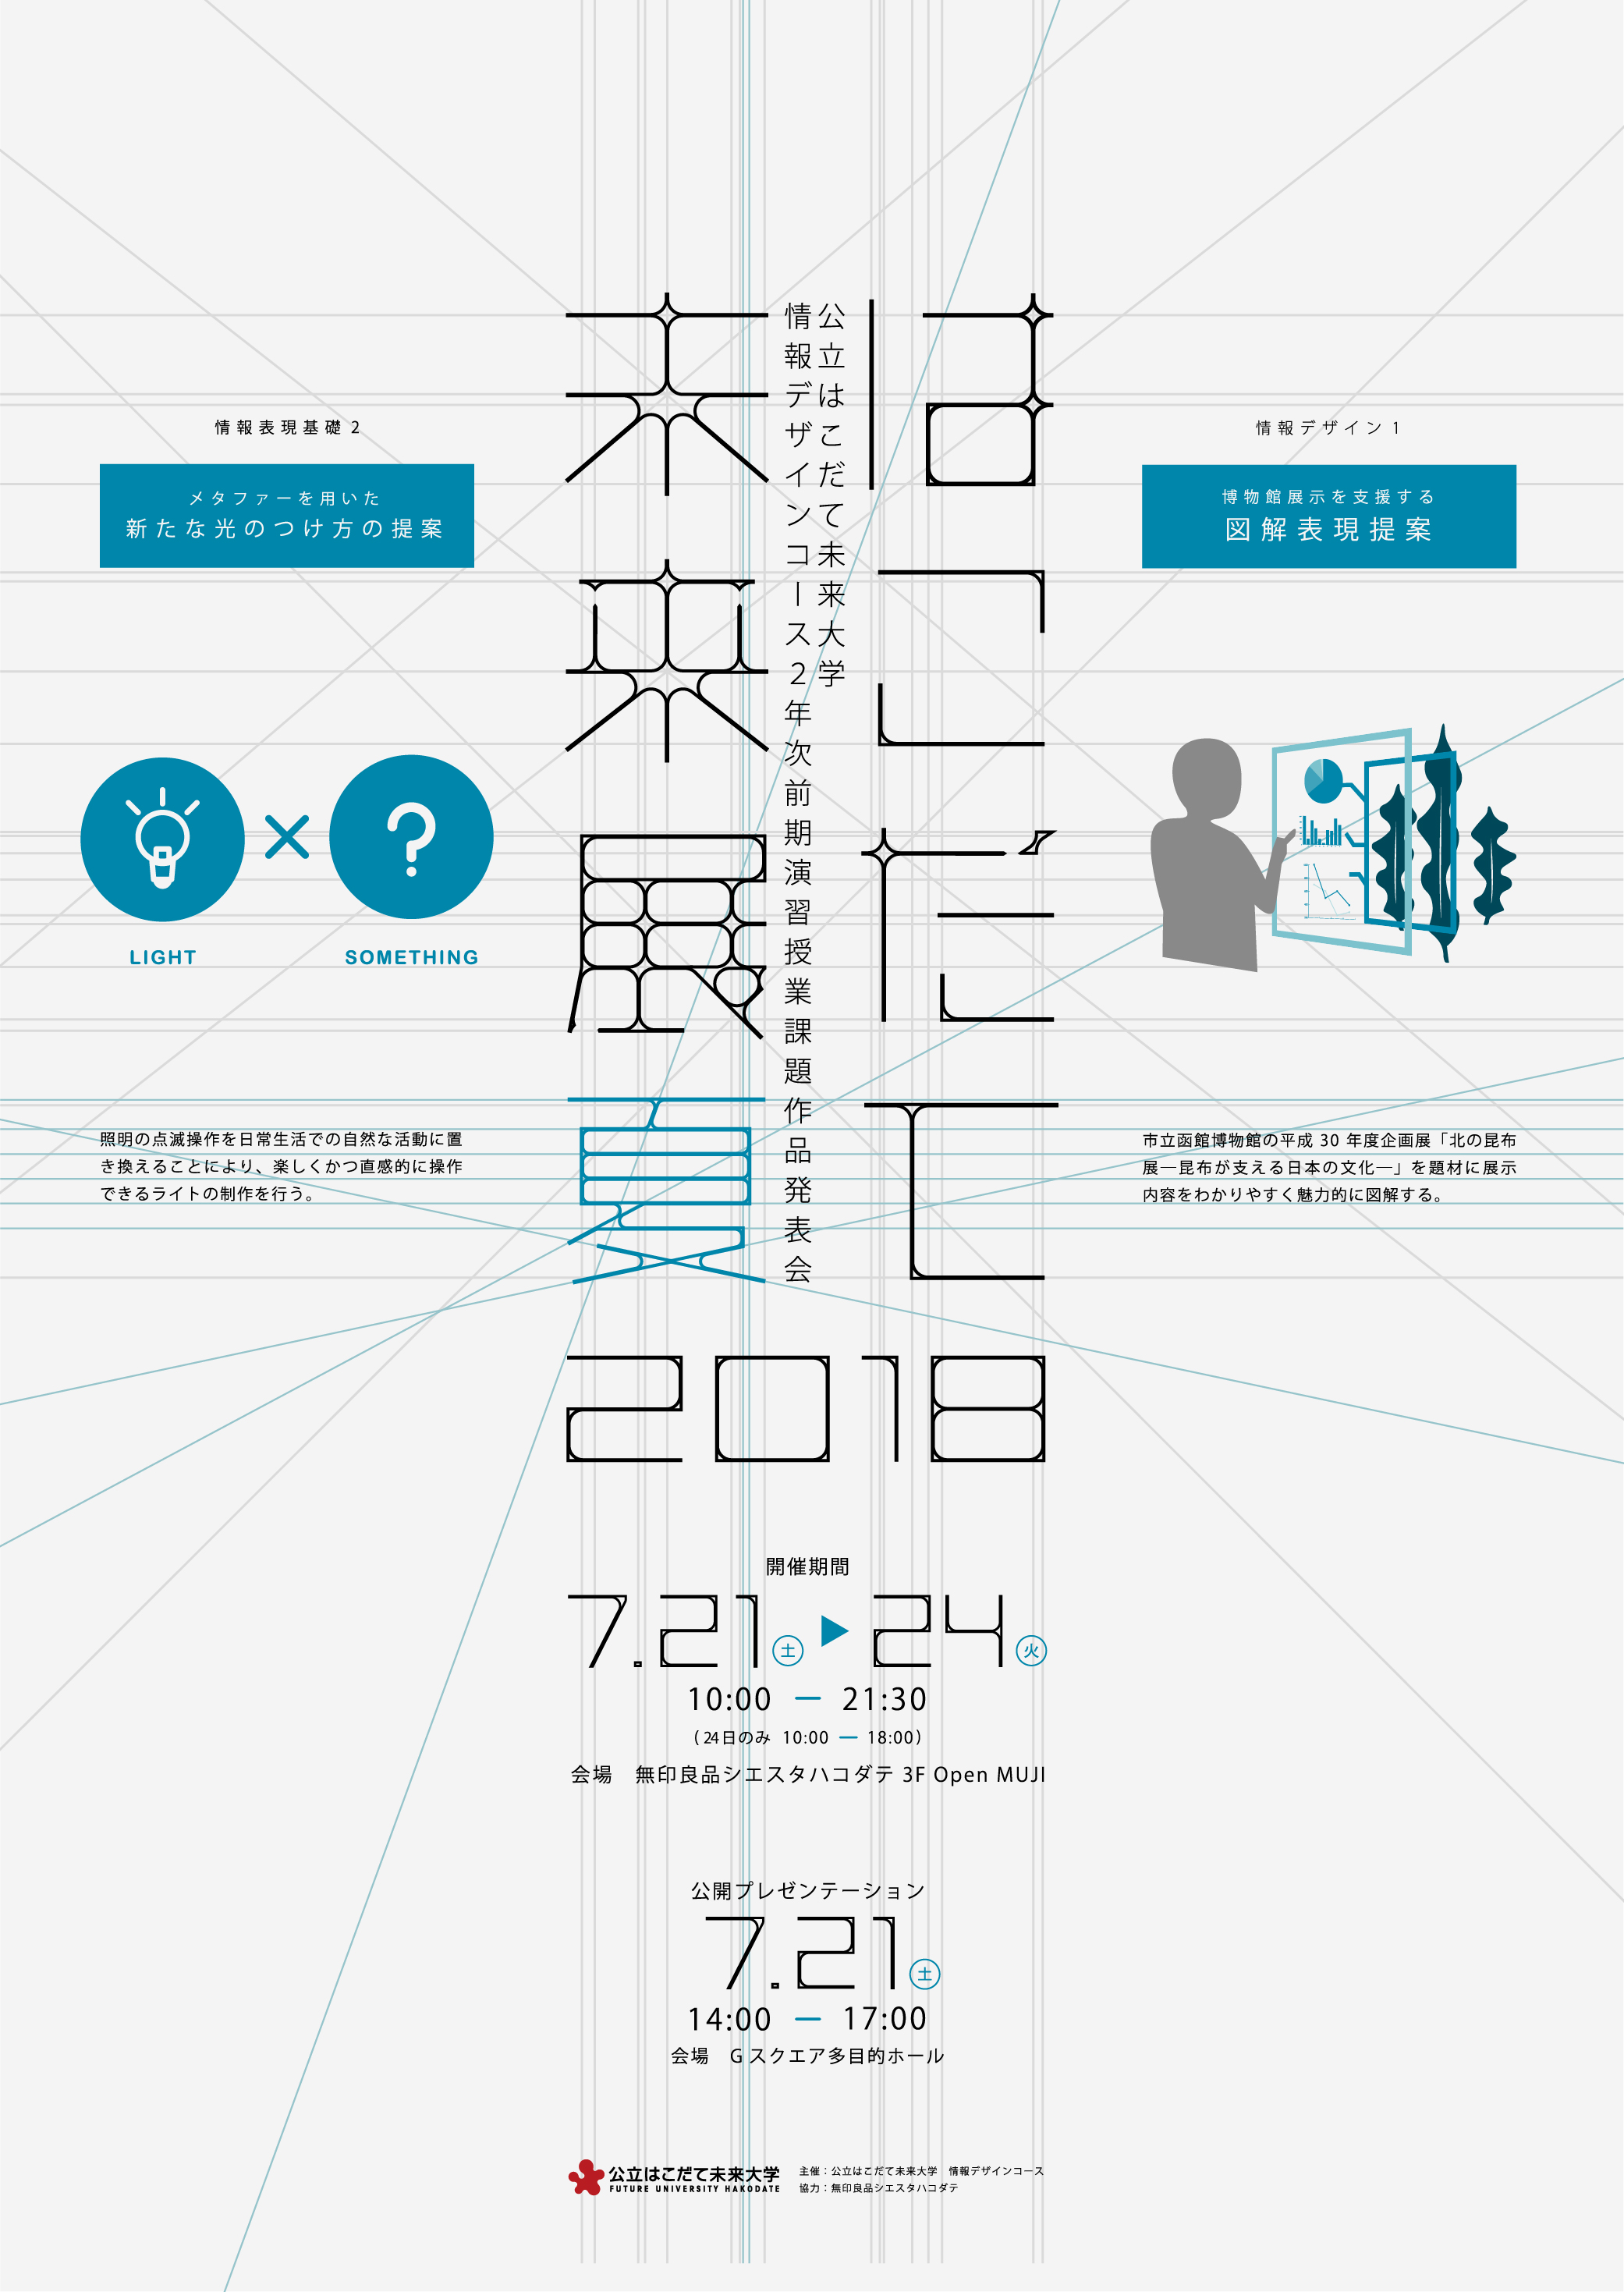 はこだて
未来展真
公立はこだて未来大学
情報デザインコース2年次前期演習授業課題作品発表会
2018
情報表現基礎 2
メタファーを用いた
新たな光のつけ方の提案
LIGHT
SOMETHING
照明の点滅操作を日常生活での自然な活動に置
き換えることにより、楽しくかつ直感的に操作
できるライトの制作を行う。
情報デザイン 1
博物館展示を支援する
図解表現提案
市立函館博物館の平成 30 年度企画展「北の昆布
展―昆布が支える日本の文化―」を題材に展示
内容をわかりやすく魅力的に図解する。
開催期間
7.21 土 ▶ 24 火
10:00 — 21:30
(24日のみ 10:00 — 18:00)
会場 無印良品シエスタハコダテ 3F Open MUJI
公開プレゼンテーション
7.21 土
14:00 — 17:00
会場 G スクエア多目的ホール
公立はこだて未来大学
FUTURE UNIVERSITY HAKODATE
主催：公立はこだて未来大学 情報デザインコース
協力：無印良品シエスタハコダテ